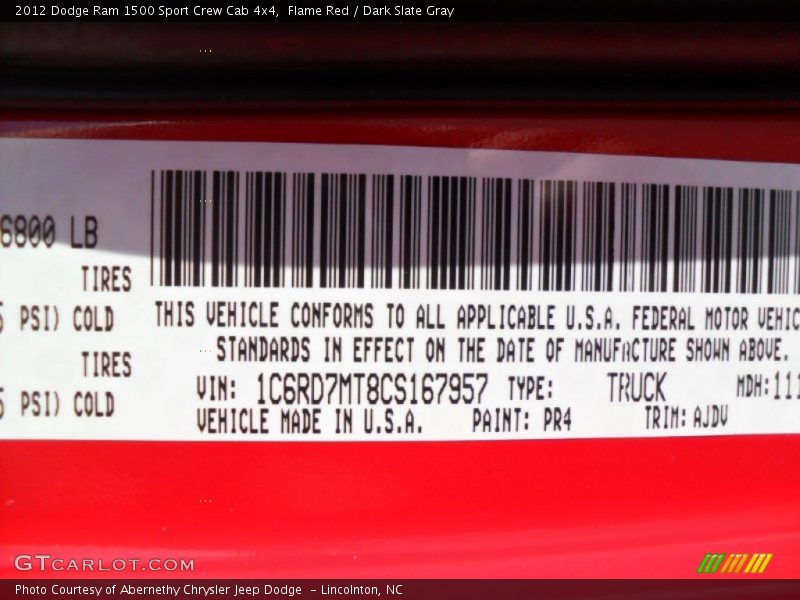 2012 Dodge Ram 1500 Sport Crew Cab 4x4,  Flame Red / Dark Slate Gray
6800 LB
TIRES
PSI) COLD
THIS VEHICLE CONFORMS TO ALL APPLICABLE U.S.A. FEDERAL MOTOR VEHIC
STANDARDS IN EFFECT ON THE DATE OF MANUFACTURE SHOWN ABOVE.
TIRES
VIN: 1C6RD7MT8CS167957 TYPE: TRUCK MDH:111
PSI) COLD
VEHICLE MADE IN U.S.A. PAINT: PR4 TRIM: AJDV
GTCARLOT.COM
Photo Courtesy of Abernethy Chrysler Jeep Dodge  - Lincolnton, NC